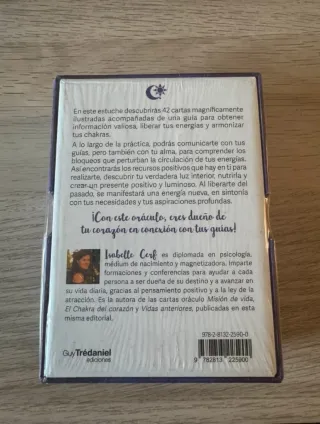 En este estuche descubrirás 42 cartas magníficamente
ilustradas acompañadas de una guía para obtener
información valiosa, liberar tus energías y armonizar
tus chakras.
A lo largo de la práctica, podrás comunicarte con tus
guías, pero también con tu alma, para comprender los
bloqueos que perturban la circulación de tus energías.
Así encontrarás los recursos positivos que hay en ti para
realizarte, descubrir tu verdadera luz interior, nutrirla y
crear un presente positivo y luminoso. Al liberarte del
pasado, se manifestará una energía nueva, en sintonía
con tus necesidades y tus aspiraciones profundas.
¡Con este oráculo, eres dueño de
tu corazón en conexión con tus guías!
Isabelle Cerf es diplomada en psicología,
médium de nacimiento y magnetizadora. Imparte
formaciones y conferencias para ayudar a cada
persona a ser dueña de su destino y a avanzar en
su vida diaria, gracias al pensamiento positivo y a la ley de la
atracción. Es la autora de las cartas oráculo Misión de vida,
El Chakra del corazón y Vidas anteriores, publicadas en
esta misma editorial.
978-2-8132-2590-0
Guy Trédaniel
ediciones
9 782813 225900